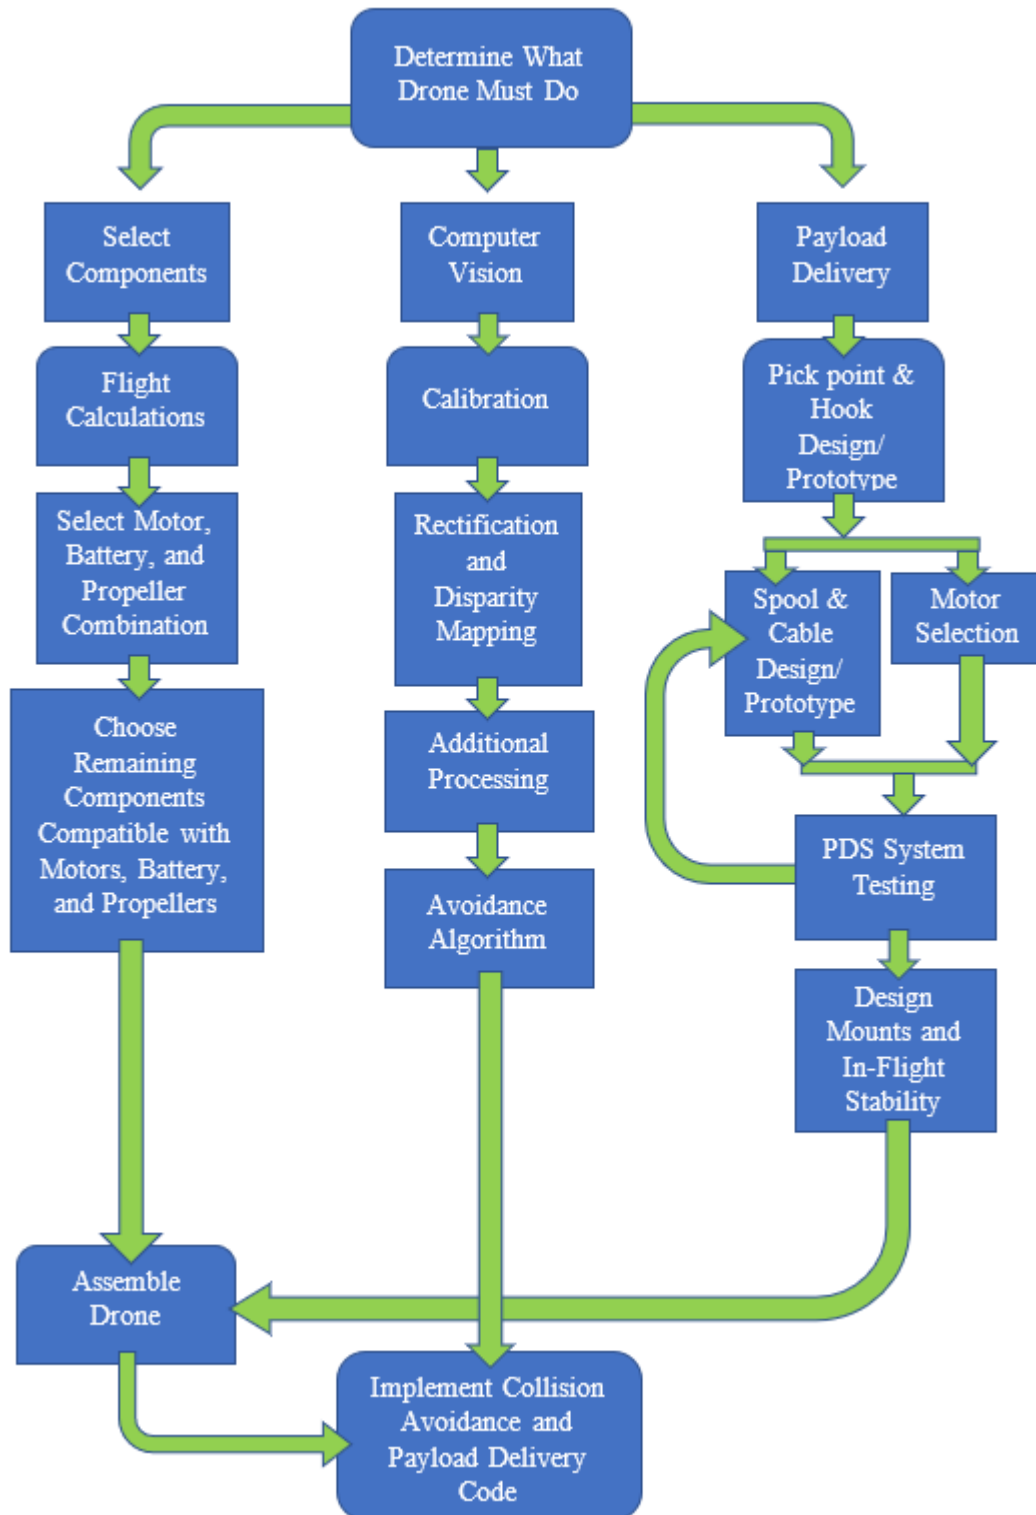 Determine What
Drone Must Do
Select
Components
Computer
Vision
Payload
Delivery
Flight
Calculations
Calibration
Pick point &
Hook
Design/
Prototype
Select Motor,
Battery, and
Propeller
Combination
Rectification
and
Disparity
Mapping
Spool &
Cable
Design/
Prototype
Motor
Selection
Choose
Remaining
Components
Compatible with
Motors, Battery,
and Propellers
Additional
Processing
PDS System
Testing
Avoidance
Algorithm
Design
Mounts and
In-Flight
Stability
Assemble
Drone
Implement Collision
Avoidance and
Payload Delivery
Code